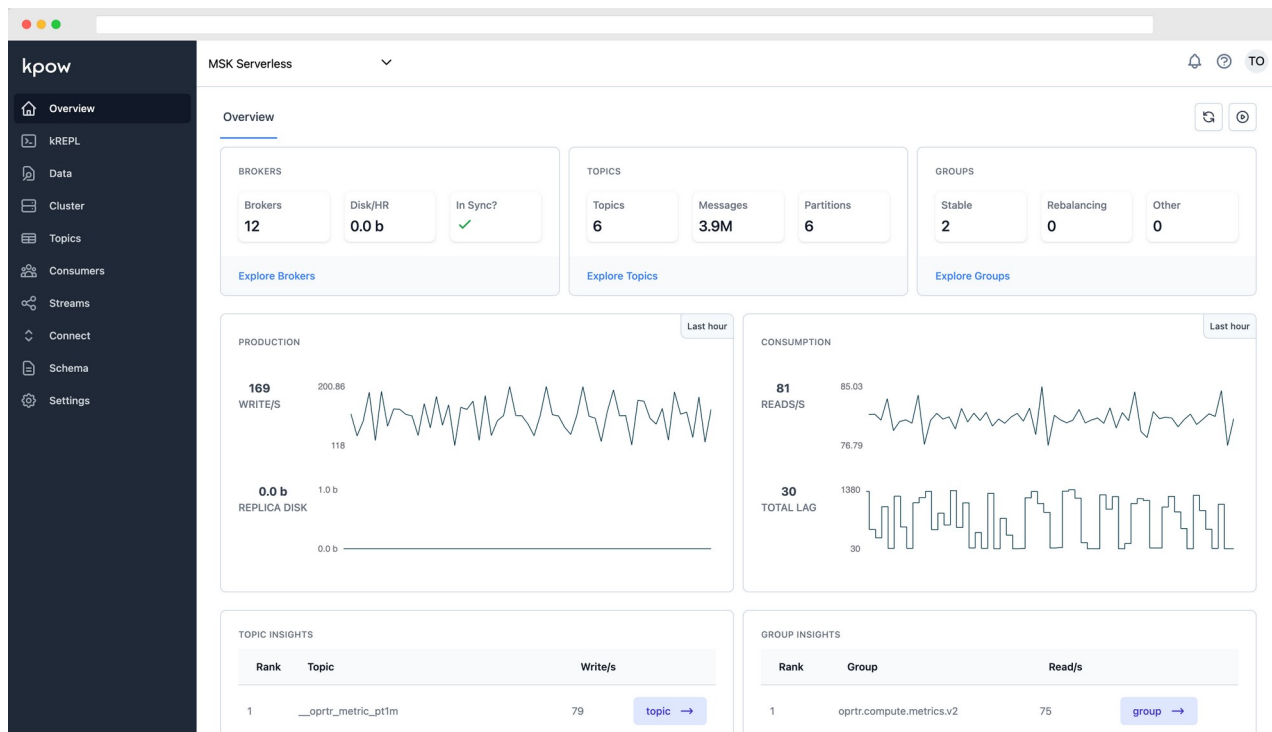 kpow
MSK Serverless
TO
Overview
kREPL
Data
Cluster
Topics
Consumers
Streams
Connect
Schema
Settings
Overview
BROKERS
Brokers Disk/HR In Sync?
12 0.0 b
Explore Brokers
TOPICS
Topics Messages Partitions
6 3.9M 6
Explore Topics
GROUPS
Stable Rebalancing Other
2 0 0
Explore Groups
PRODUCTION
Last hour
169
WRITE/S
200.86
118
0.0 b
REPLICA DISK
1.0 b
0.0 b
CONSUMPTION
Last hour
81
READS/S
85.03
76.79
30
TOTAL LAG
1380
30
TOPIC INSIGHTS
Rank Topic Write/s
1 __oprtr_metric_pt1m 79 topic →
GROUP INSIGHTS
Rank Group Read/s
1 oprtr.compute.metrics.v2 75 group →